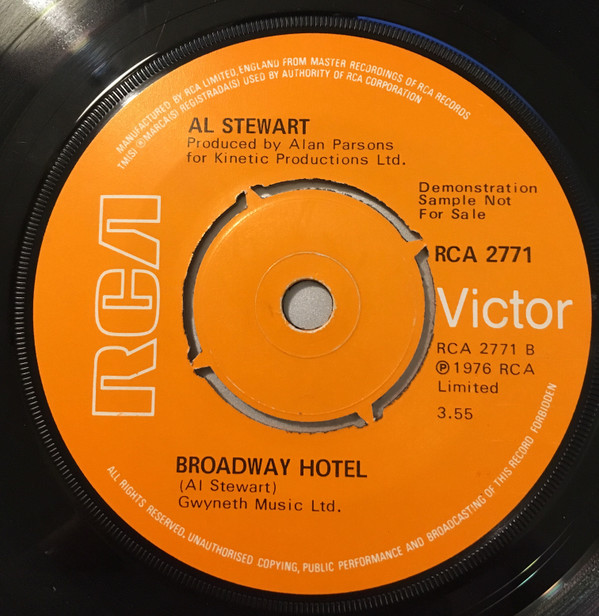 MANUFACTURED BY RCA LIMITED, ENGLAND FROM MASTER RECORDINGS OF RCA RECORDS
TM(S) ® MARCA(S) REGISTRADA(S) USED BY AUTHORITY OF RCA CORPORATION
AL STEWART
Produced by Alan Parsons
for Kinetic Productions Ltd.
Demonstration
Sample Not
For Sale
RCA 2771
RCA
Victor
RCA 2771 B
℗ 1976 RCA
Limited
3.55
BROADWAY HOTEL
(Al Stewart)
Gwyneth Music Ltd.
ALL RIGHTS RESERVED, UNAUTHORISED COPYING, PUBLIC PERFORMANCE AND BROADCASTING OF THIS RECORD FORBIDDEN